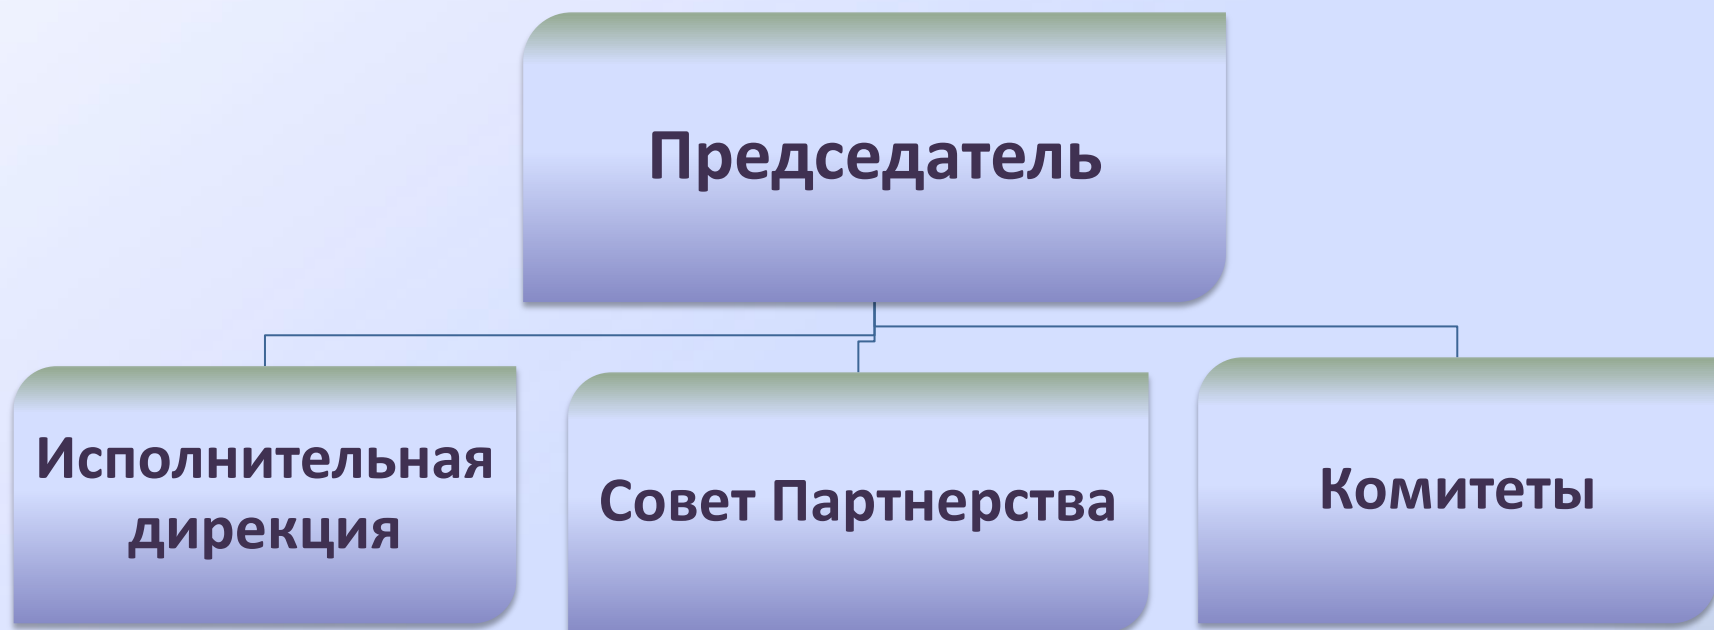 Председатель
Исполнительная
дирекция
Совет Партнерства
Комитеты